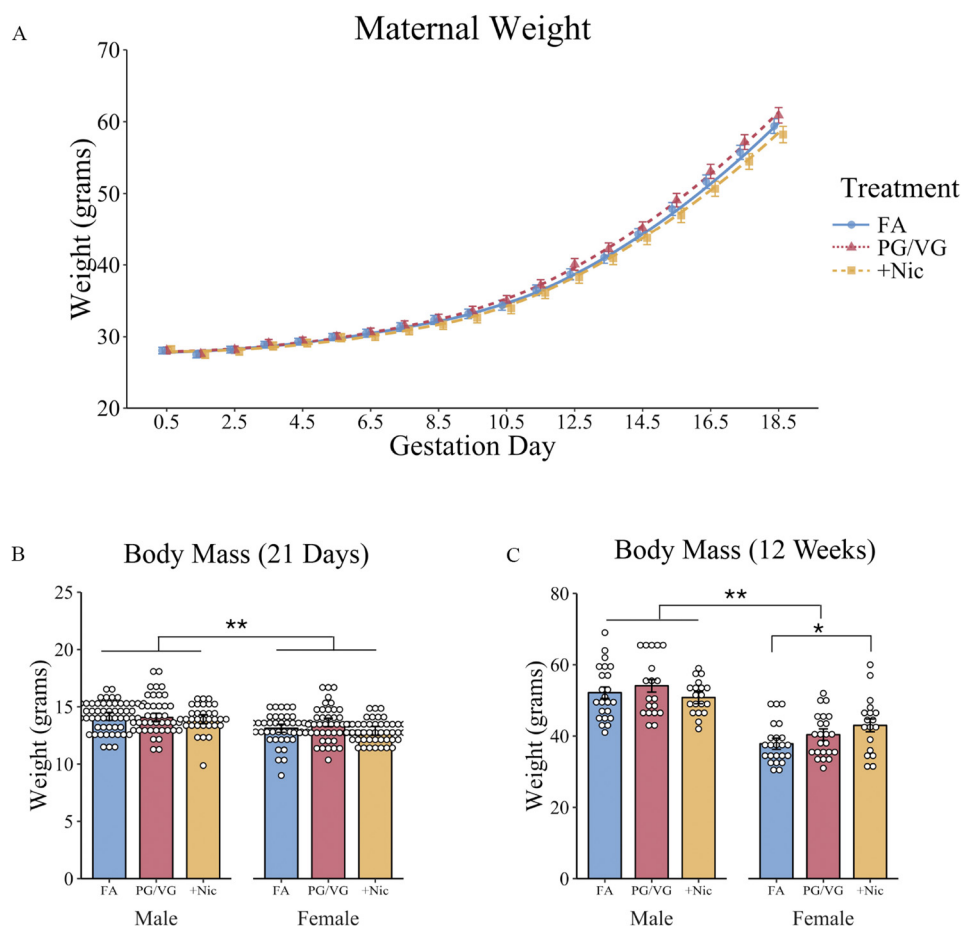 A
Maternal Weight
70
60
50
40
30
20
Weight (grams)
0.5 2.5 4.5 6.5 8.5 10.5 12.5 14.5 16.5 18.5
Gestation Day
Treatment
FA
PG/VG
+Nic
B
Body Mass (21 Days)
25
20
15
10
5
0
Weight (grams)
**
FA PG/VG +Nic FA PG/VG +Nic
Male Female
C
Body Mass (12 Weeks)
80
60
40
20
0
Weight (grams)
**
*
FA PG/VG +Nic FA PG/VG +Nic
Male Female